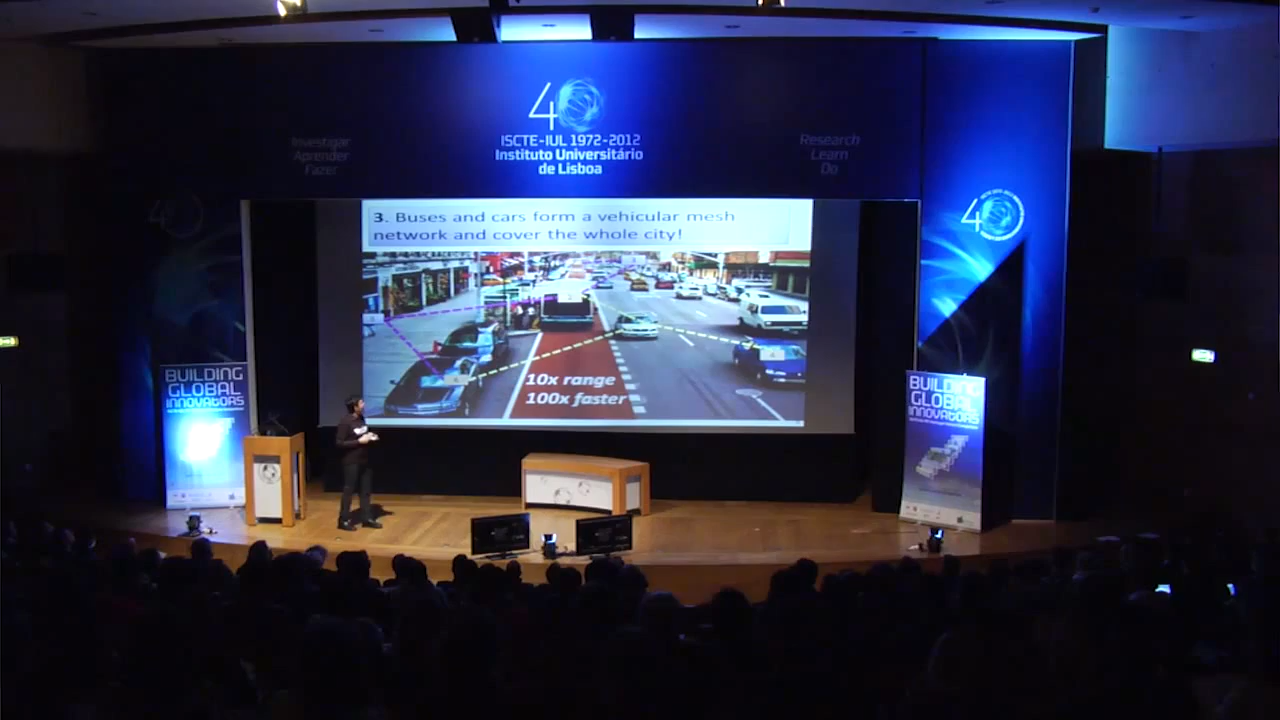 40
ISCTE-IUL 1972-2012
Instituto Universitário
de Lisboa
Investigar
Aprender
Fazer
Research
Learn
Do
40
40
3. Buses and cars form a vehicular mesh
network and cover the whole city!
10x range
100x faster
BUILDING
GLOBAL
INNOVATORS
BUILDING
GLOBAL
INNOVATORS